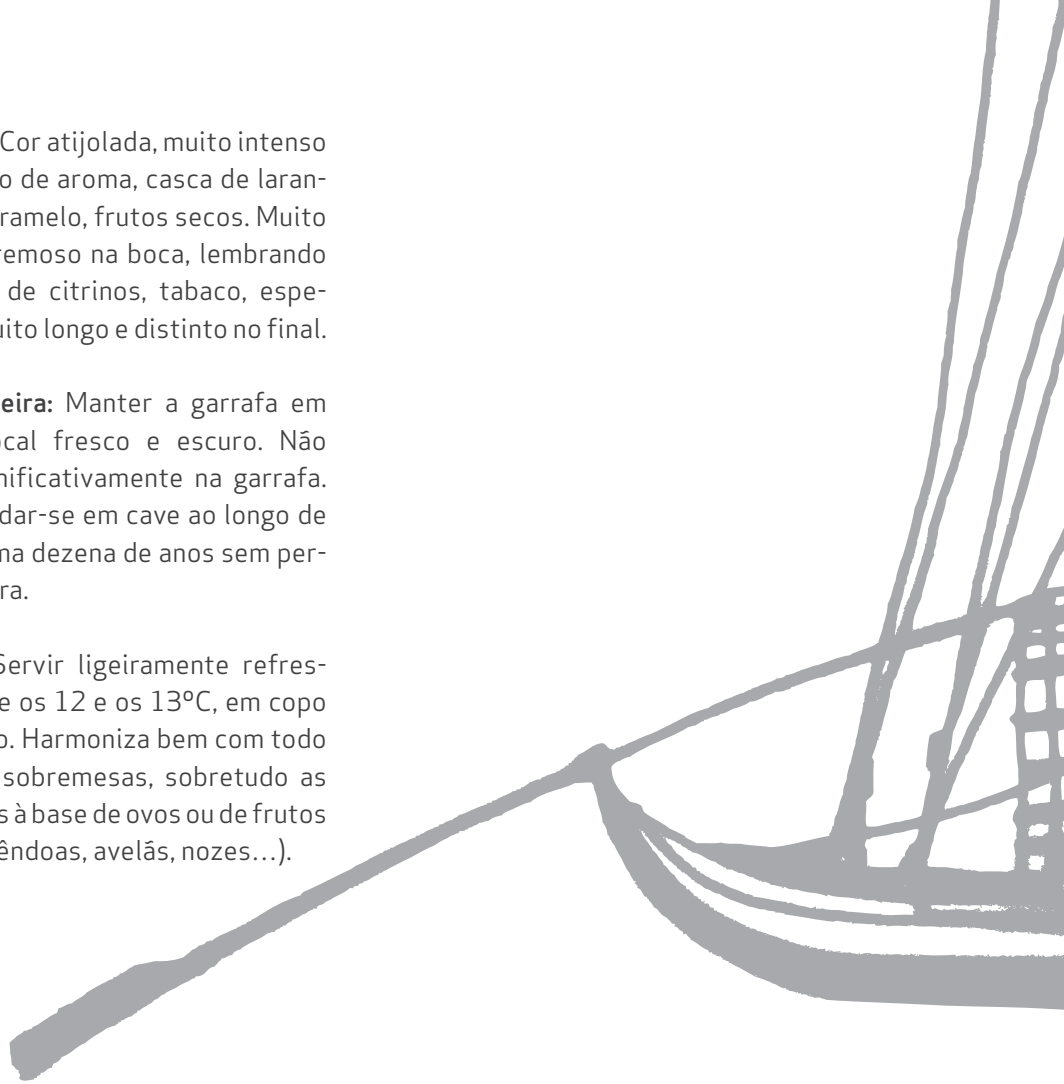 Cor atijolada, muito intenso
o de aroma, casca de laran-
ramelo, frutos secos. Muito
remoso na boca, lembrando
de citrinos, tabaco, espe-
uito longo e distinto no final.
eira: Manter a garrafa em
ocal fresco e escuro. Não
nificativamente na garrafa.
dar-se em cave ao longo de
ma dezena de anos sem per-
ra.
Servir ligeiramente refres-
e os 12 e os 13ºC, em copo
o. Harmoniza bem com todo
sobremesas, sobretudo as
s à base de ovos ou de frutos
êndoas, avelãs, nozes...).